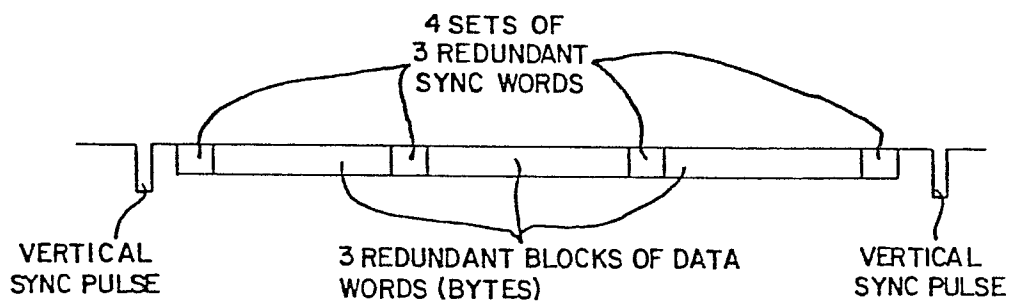 4 SETS OF
3 REDUNDANT
SYNC WORDS
VERTICAL
SYNC PULSE
3 REDUNDANT BLOCKS OF DATA
WORDS (BYTES)
VERTICAL
SYNC PULSE